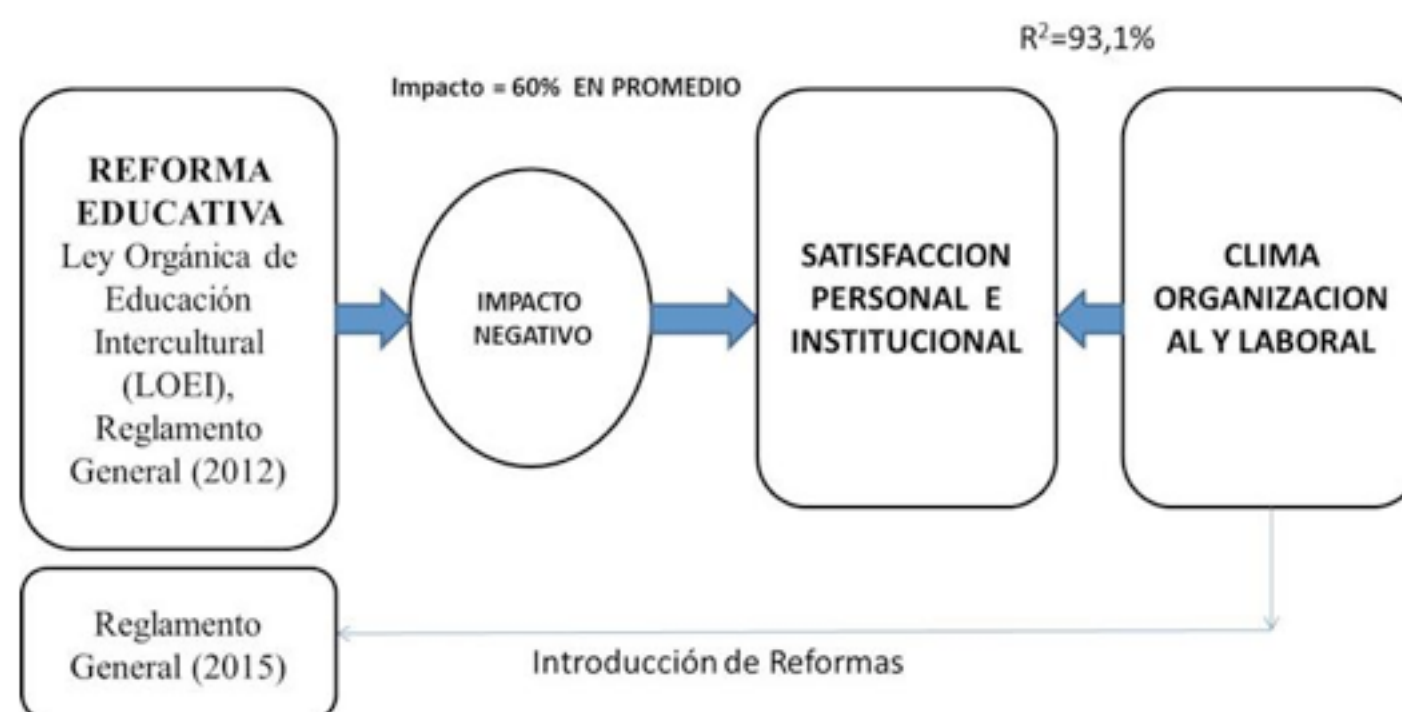 R²=93,1%
Impacto = 60% EN PROMEDIO
REFORMA
EDUCATIVA
Ley Orgánica de
Educación
Intercultural
(LOEI),
Reglamento
General (2012)
IMPACTO
NEGATIVO
SATISFACCION
PERSONAL E
INSTITUCIONAL
CLIMA
ORGANIZACION
AL Y LABORAL
Reglamento
General (2015)
Introducción de Reformas